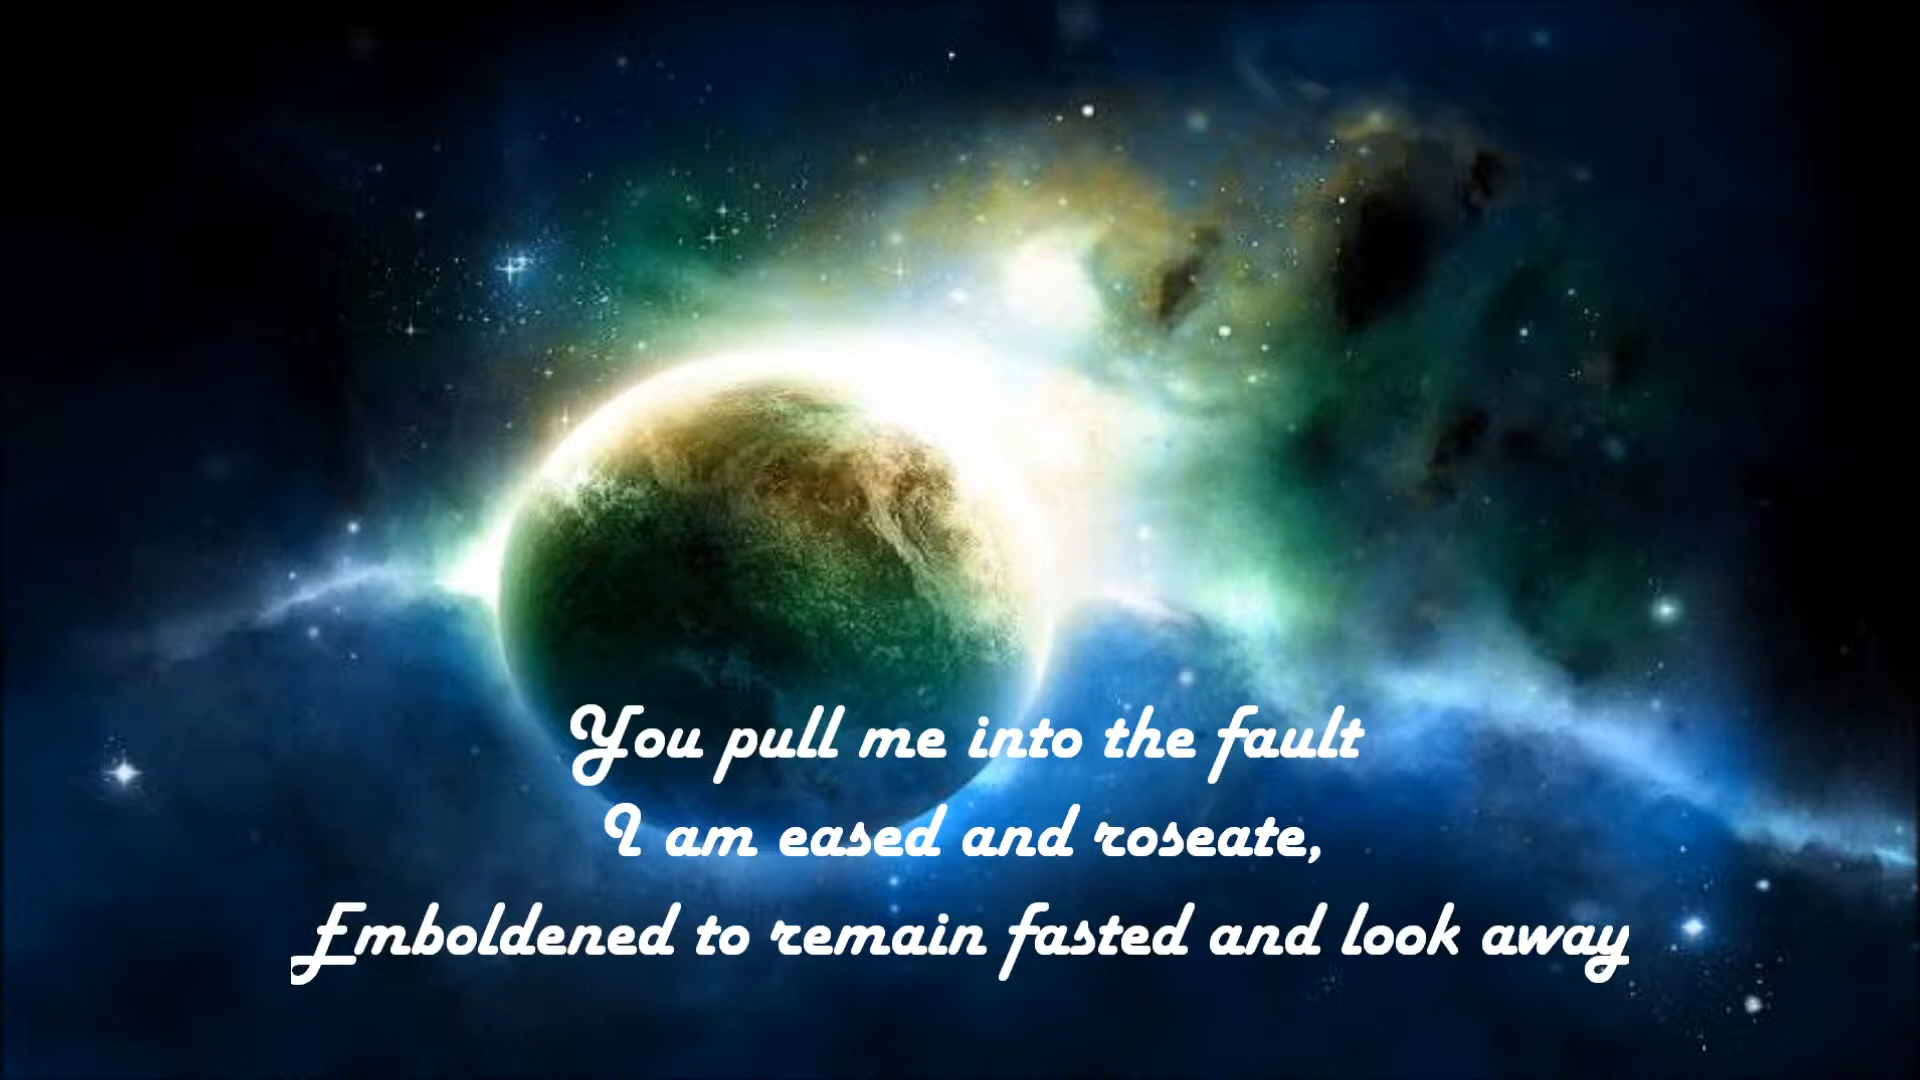 You pull me into the fault
I am eased and roseate,
Emboldened to remain fasted and look away